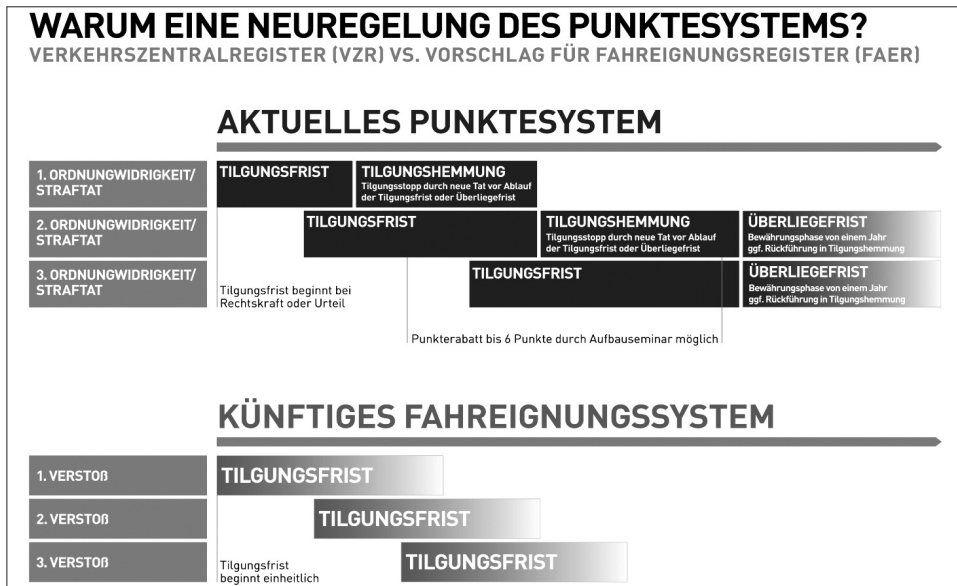 WARUM EINE NEUREGELUNG DES PUNKTESYSTEMS?
VERKEHRSZENTRALREGISTER (VZR) VS. VORSCHLAG FÜR FAHREIGNUNGSREGISTER (FAER)
AKTUELLES PUNKTESYSTEM
1. ORDNUNGWIDRIGKEIT/
STRAFTAT
TILGUNGSFRIST
TILGUNGSHEMMUNG
Tilgungsstopp durch neue Tat vor Ablauf
der Tilgungsfrist oder Überliegefrist
2. ORDNUNGWIDRIGKEIT/
STRAFTAT
TILGUNGSFRIST
TILGUNGSHEMMUNG
Tilgungsstopp durch neue Tat vor Ablauf
der Tilgungsfrist oder Überliegefrist
ÜBERLIEGEFRIST
Bewährungsphase von einem Jahr
ggf. Rückführung in Tilgungshemmung
3. ORDNUNGWIDRIGKEIT/
STRAFTAT
TILGUNGSFRIST
ÜBERLIEGEFRIST
Bewährungsphase von einem Jahr
ggf. Rückführung in Tilgungshemmung
Tilgungsfrist beginnt bei
Rechtskraft oder Urteil
Punkterabatt bis 6 Punkte durch Aufbauseminar möglich
KÜNFTIGES FAHREIGNUNGSSYSTEM
1. VERSTOß
TILGUNGSFRIST
2. VERSTOß
TILGUNGSFRIST
3. VERSTOß
TILGUNGSFRIST
Tilgungsfrist
beginnt einheitlich